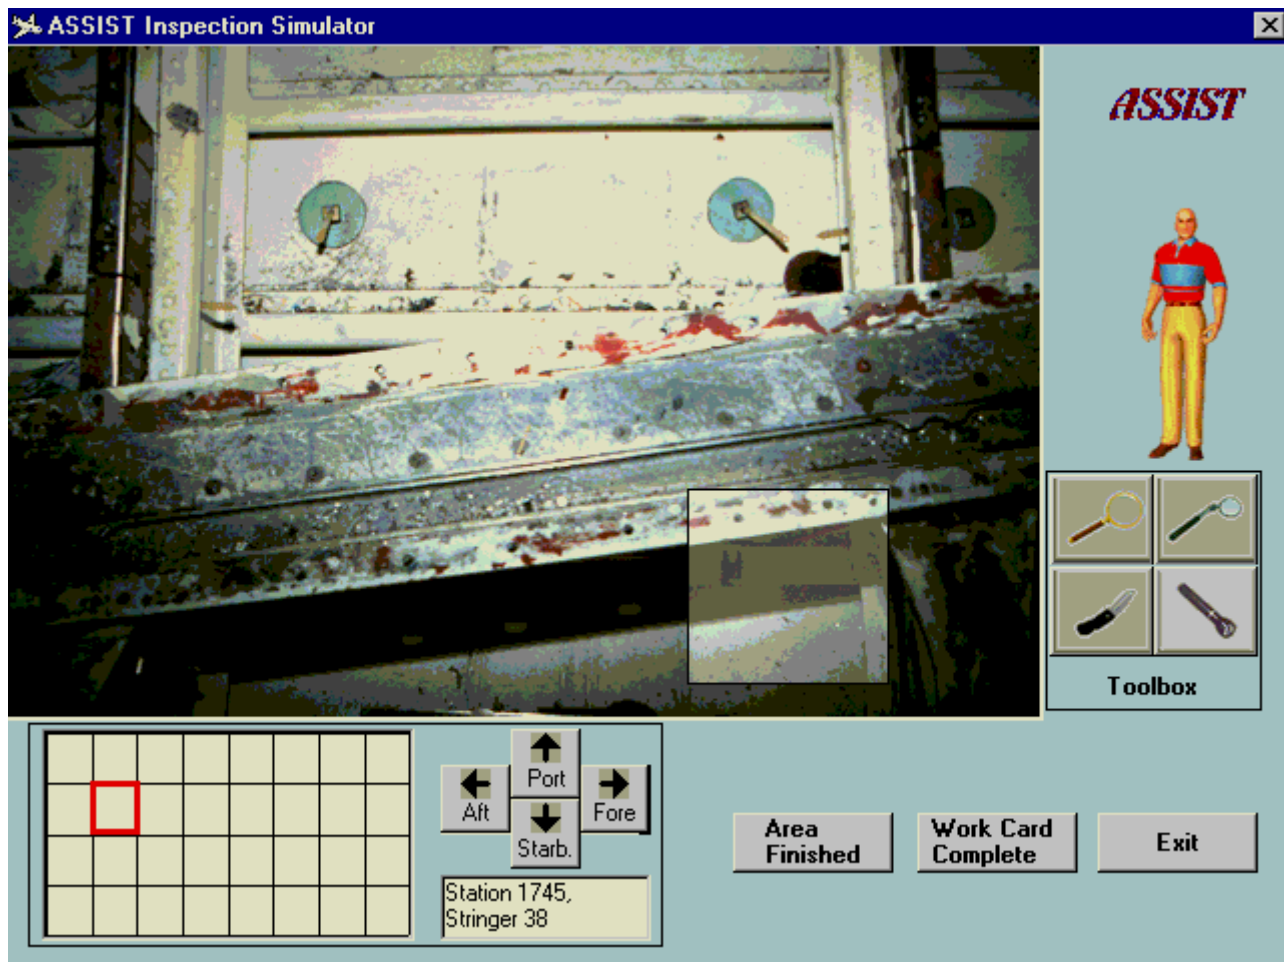 ASSIST Inspection Simulator
ASSIST
Toolbox
Port
Aft
Fore
Starb.
Station 1745,
Stringer 38
Area
Finished
Work Card
Complete
Exit